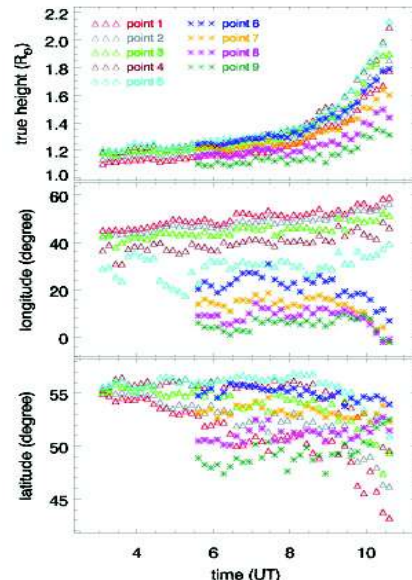 point 1
point 2
point 3
point 4
point 5
point 6
point 7
point 8
point 9
true height (R☉)
2.2
2.0
1.8
1.6
1.4
1.2
1.0
longitude (degree)
60
40
20
0
latitude (degree)
55
50
45
4
6
8
10
time (UT)